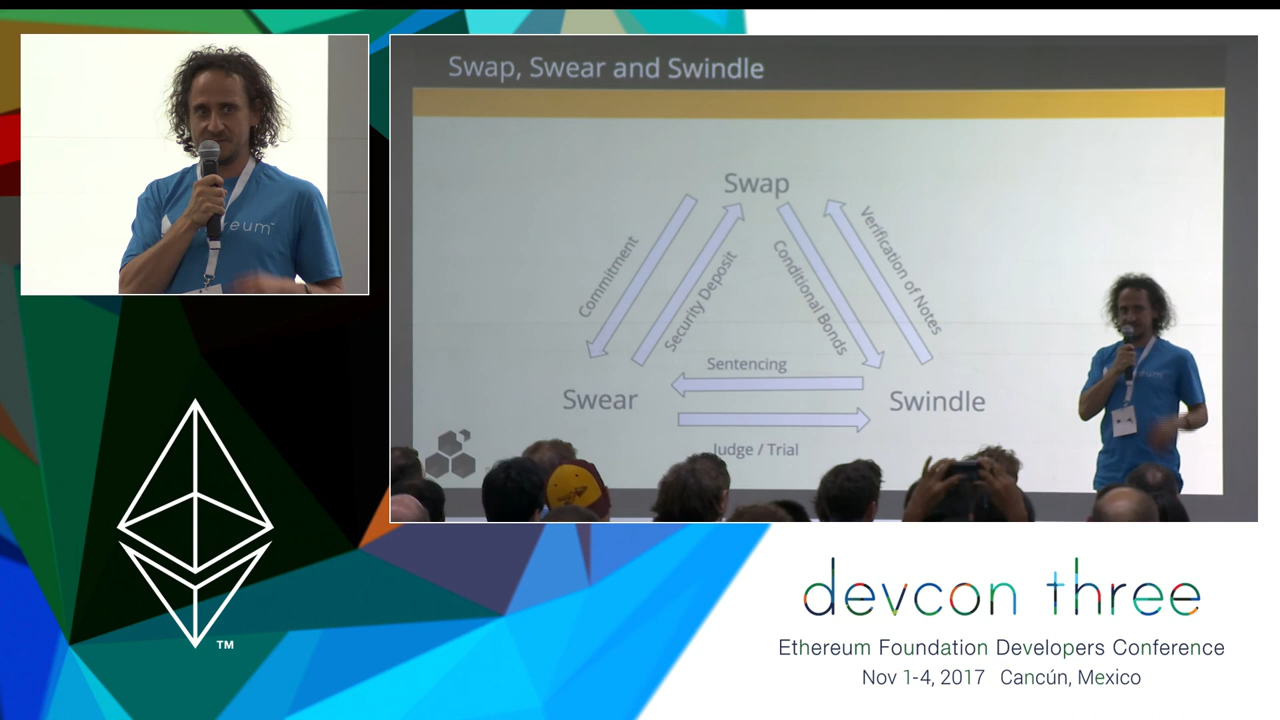 Swap, Swear and Swindle
Swap
Commitment
Security Deposit
Conditional Bonds
Verification of Notes
Sentencing
Swear
Swindle
Judge / Trial
TM
devcon three
Ethereum Foundation Developers Conference
Nov 1-4, 2017 Cancún, Mexico